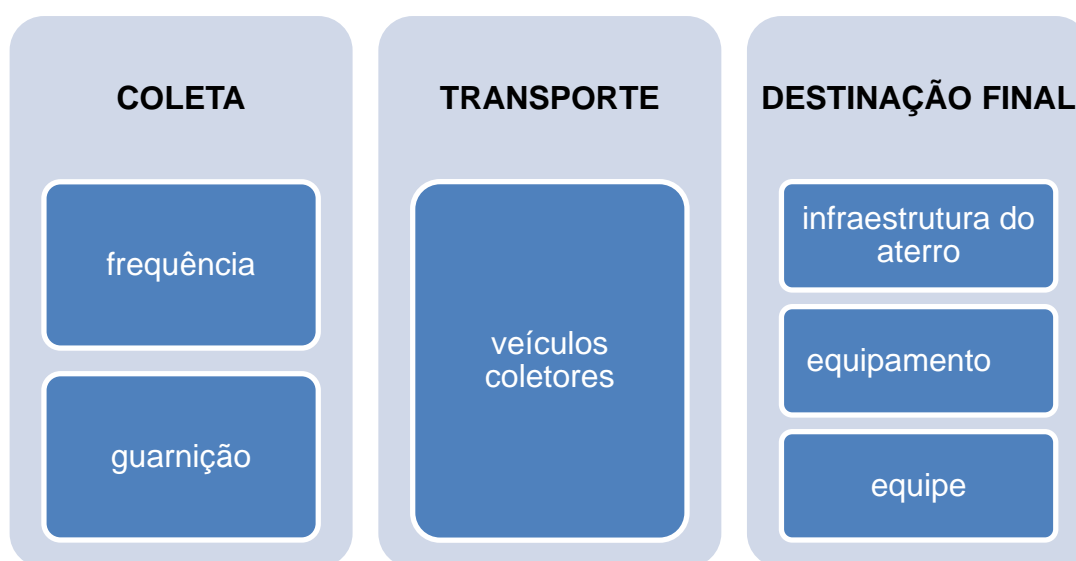 COLETA
frequência
guarnição
TRANSPORTE
veículos
coletores
DESTINAÇÃO FINAL
infraestrutura do
aterro
equipamento
equipe